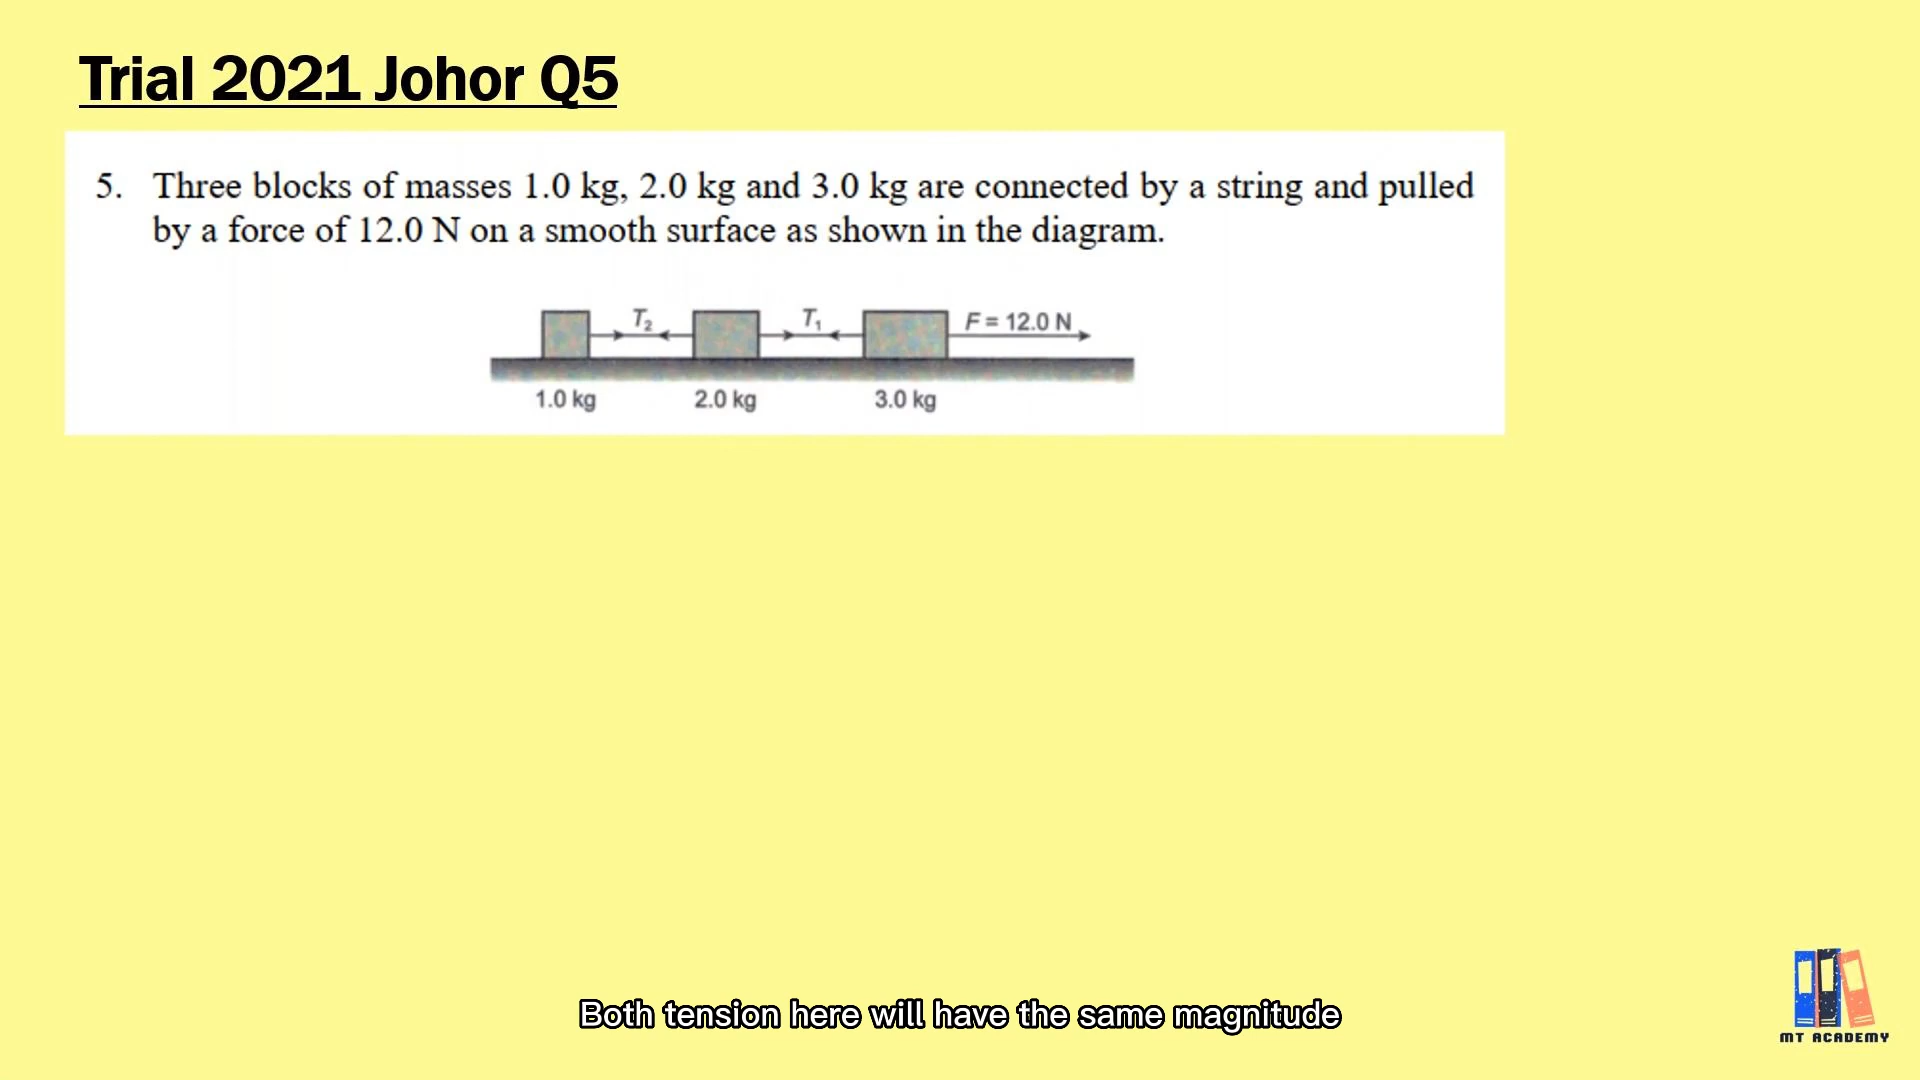 Trial 2021 Johor Q5
5. Three blocks of masses 1.0 kg, 2.0 kg and 3.0 kg are connected by a string and pulled
by a force of 12.0 N on a smooth surface as shown in the diagram.
T₂ T₁ F = 12.0 N
1.0 kg 2.0 kg 3.0 kg
Both tension here will have the same magnitude
MT ACADEMY